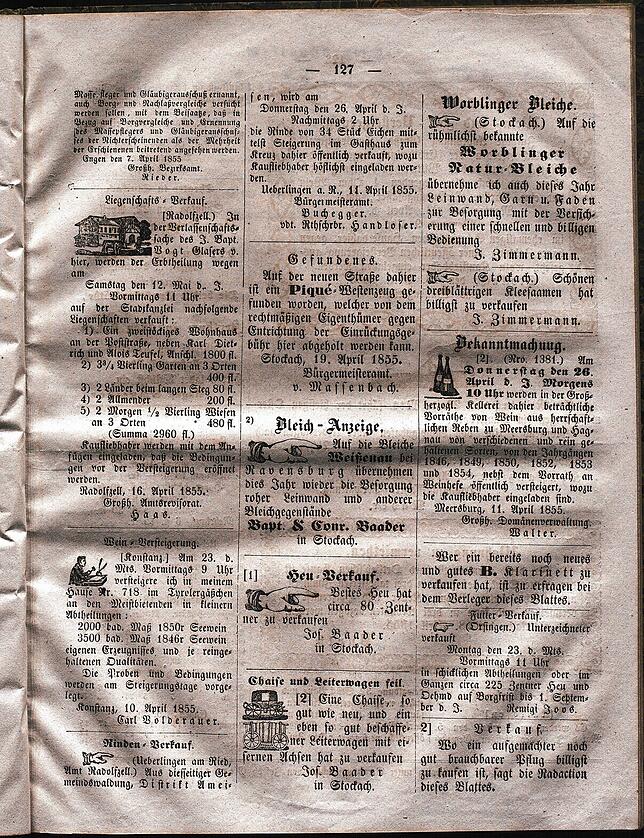 — 127 —
Masse-Pfleger und Gläubigerausschuß ernannt,
auch Borg- und Nachlaßvergleiche versucht
werden sollen, mit dem Beisatze, daß in
Bezug auf Borgvergleiche und Ernennung
des Massepflegers und Gläubigerausschus-
ses der Nichterscheinenden als der Mehrheit
der Erschienenen beitretend angesehen werden.
Engen den 7. April 1855
Großh. Bezirksamt.
Rieder.
Liegenschafts-Verkauf.
[Radolfzell.) In
der Verlassenschafts-
sache des J. Bapt.
Vogt Glasers v.
hier, werden der Erbtheilung wegen
am
Samstag den 12. Mai d. J.
Vormittags 11 Uhr
auf der Stadtkanzlei nachfolgende
Liegenschaften verkauft:
1) Ein zweistöckiges Wohnhaus
an der Poststraße, neben Karl Diet-
rich und Alois Teufel, Anschl. 1800 fl.
2) 3³/₄ Vierling Garten an 3 Orten
400 fl.
3) 2 Länder beim langen Steg 80 fl.
4) 2 Allmender 200 fl.
5) 2 Morgen ¹/₂ Vierling Wiesen
an 3 Orten 480 fl.
(Summa 2960 fl.)
Kaufliebhaber werden mit dem An-
fügen eingeladen, daß die Bedingun-
gen vor der Versteigerung eröffnet
werden.
Radolfzell, 16. April 1855.
Großh. Amtsrevisorat.
Haas.
Wein-Versteigerung.
[Konstanz.] Am 23. d.
Mts. Vormittags 9 Uhr
versteigere ich in meinem
Hause Nr. 718 im Tyrolergäßchen
an den Meistbietenden in kleinern
Abtheilungen:
2000 bad. Maß 1850r Seewein
3500 bad. Maß 1846r Seewein
eigenen Erzeugnisses und je reinge-
haltenen Qualitäten.
Die Proben und Bedingungen
werden am Steigerungstage vorge-
legt.
Konstanz, 10. April 1855.
Carl Volderauer.
Rinden-Verkauf.
(Ueberlingen am Ried,
Amt Radolfzell.) Aus diesseitiger Ge-
meindswaldung, Distrikt Amei-
sen, wird am
Donnerstag den 26. April d. J.
Nachmittags 2 Uhr
die Rinde von 34 Stück Eichen mit-
telst Steigerung im Gasthaus zum
Kreuz dahier öffentlich verkauft, wozu
Kaufliebhaber höflichst eingeladen wer-
den.
Ueberlingen a. R., 11. April 1855.
Bürgermeisteramt.
Buchegger.
vdt. Rthschrbr. Handloser.
Gefundenes.
Auf der neuen Straße dahier
ist ein Piqué-Westenzeug ge-
funden worden, welcher von dem
rechtmäßigen Eigenthümer gegen
Entrichtung der Einrückungsge-
bühr hier abgeholt werden kann.
Stockach, 19. April 1855.
Bürgermeisteramt.
v. Massenbach.
2) Bleich-Anzeige.
Auf die Bleiche
Weißenau bei
Ravensburg übernehmen
dies Jahr wieder die Besorgung
roher Leinwand und anderer
Bleichgegenstände
Bapt. & Conr. Baader
in Stockach.
[1] Heu-Verkauf.
Bestes Heu hat
circa 80 Zent-
ner zu verkaufen
Jos. Baader
in Stockach.
Chaise und Leiterwagen feil.
[2] Eine Chaise, so
gut wie neu, und ein
eben so gut beschaffe-
ner Leiterwagen mit ei-
sernen Achsen hat zu verkaufen
Jos. Baader
in Stockach.
Worblinger Bleiche.
(Stockach.) Auf die
rühmlichst bekannte
Worblinger
Natur-Bleiche
übernehme ich auch dieses Jahr
Leinwand, Garn u. Faden
zur Besorgung mit der Versich-
erung einer schnellen und billigen
Bedienung
J. Zimmermann.
(Stockach.) Schönen
dreiblättrigen Kleesaamen hat
billigst zu verkaufen
J. Zimmermann.
Bekanntmachung.
[2]. (Nro. 1381.) Am
Donnerstag den 26.
April d. J. Morgens
10 Uhr werden in der Groß-
herzogl. Kellerei dahier beträchtliche
Vorräthe von Wein aus herrschaft-
lichen Reben zu Meersburg und Hag-
nau von verschiedenen und rein ge-
haltenen Sorten, von den Jahrgängen
1846, 1849, 1850, 1852, 1853
und 1854, nebst dem Vorrath an
Weinhefe öffentlich versteigert, wozu
die Kaufliebhaber eingeladen sind.
Meersburg, 11. April 1855.
Großh. Domänenverwaltung.
Walter.
Wer ein bereits noch neues
und gutes B. Klarinett zu
verkaufen hat, ist zu erfragen bei
dem Verleger dieses Blattes.
Futter-Verkauf.
(Orsingen.) Unterzeichneter
verkauft
Montag den 23. d. Mts.
Vormittags 11 Uhr
in schicklichen Abtheilungen oder im
Ganzen circa 225 Zentner Heu und
Oehmd auf Borgfrist bis 1. Septem-
ber d. J. Remigi Joos.
2] Verkauf.
Wo ein aufgemachter noch
gut brauchbarer Pflug billigst
zu kaufen ist, sagt die Radaction
dieses Blattes.